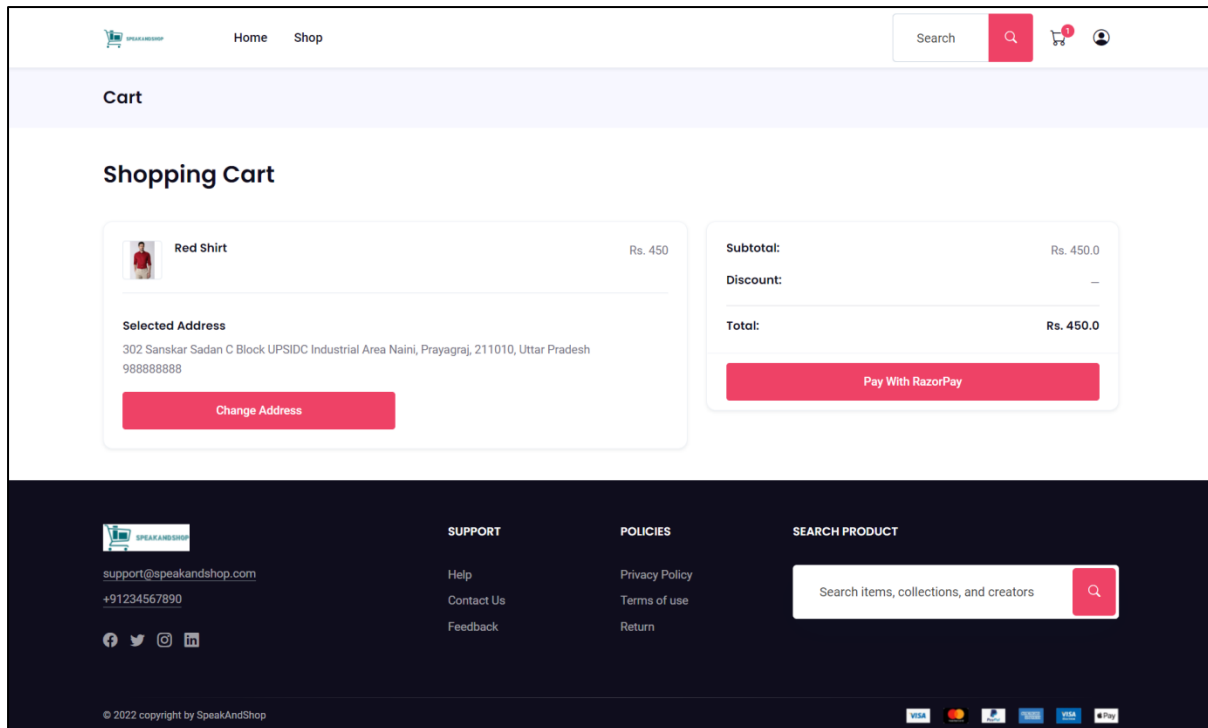 SPEAKANDSHOP
Home
Shop
Search
1
Cart
Shopping Cart
Red Shirt
Rs. 450
Selected Address
302 Sanskar Sadan C Block UPSIDC Industrial Area Naini, Prayagraj, 211010, Uttar Pradesh
988888888
Change Address
Subtotal:
Rs. 450.0
Discount:
—
Total:
Rs. 450.0
Pay With RazorPay
SPEAKANDSHOP
support@speakandshop.com
+91234567890
SUPPORT
Help
Contact Us
Feedback
POLICIES
Privacy Policy
Terms of use
Return
SEARCH PRODUCT
Search items, collections, and creators
© 2022 copyright by SpeakAndShop
VISA
PayPal
VISA
Pay